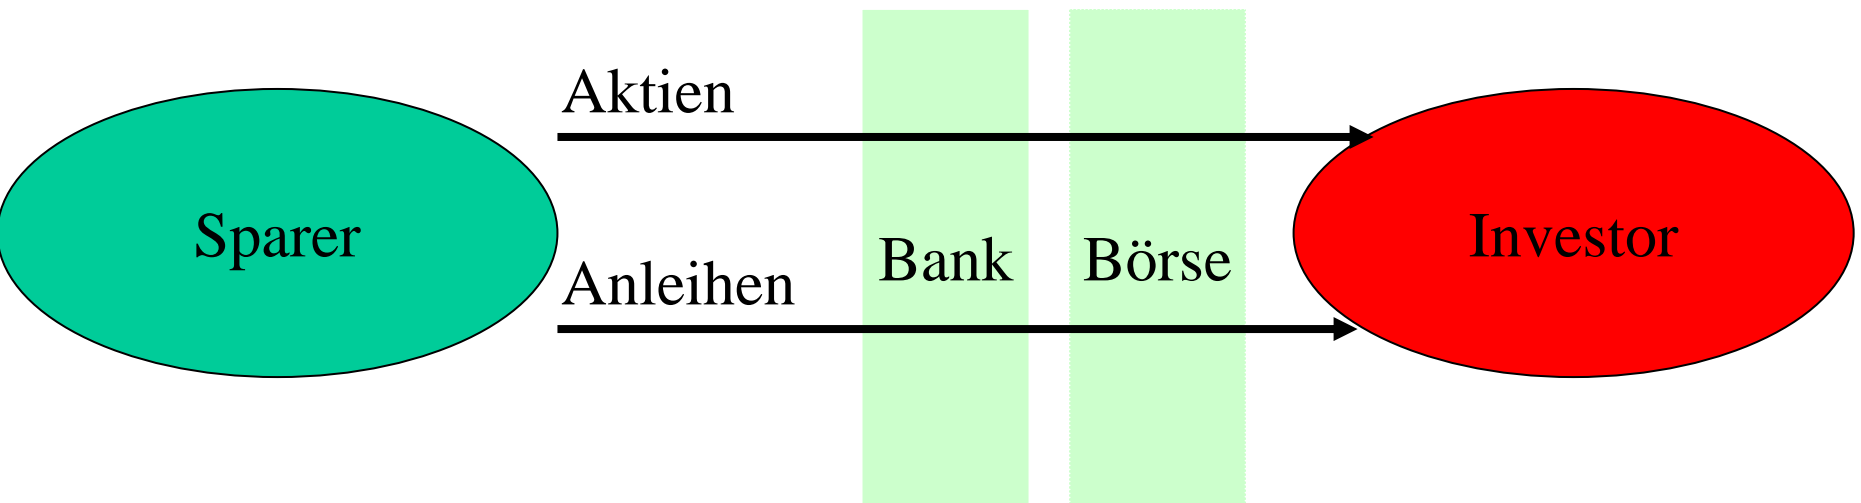 Aktien
Sparer
Bank
Börse
Investor
Anleihen